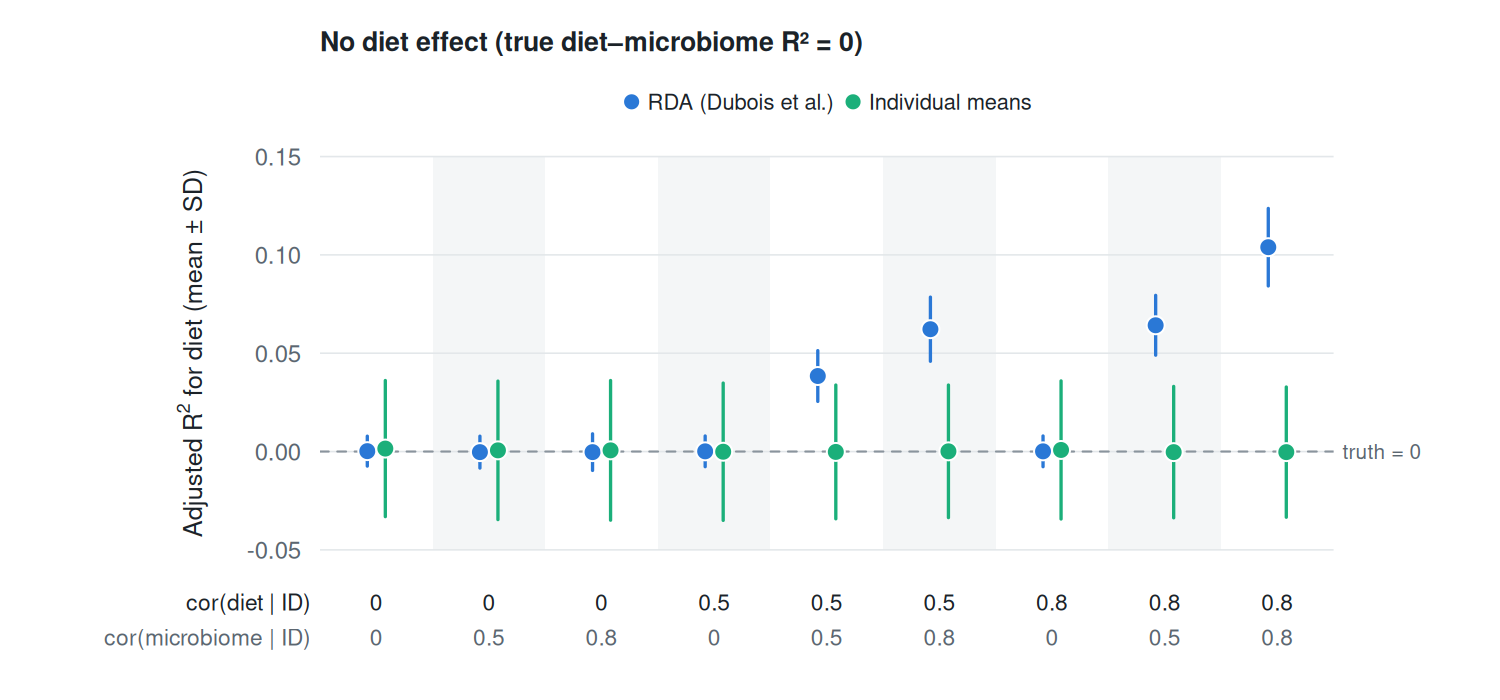 No diet effect (true diet–microbiome R² = 0)
RDA (Dubois et al.) Individual means
Adjusted R² for diet (mean ± SD)
0.15
0.10
0.05
0.00
-0.05
truth = 0
cor(diet | ID) 0 0 0 0.5 0.5 0.5 0.8 0.8 0.8
cor(microbiome | ID) 0 0.5 0.8 0 0.5 0.8 0 0.5 0.8